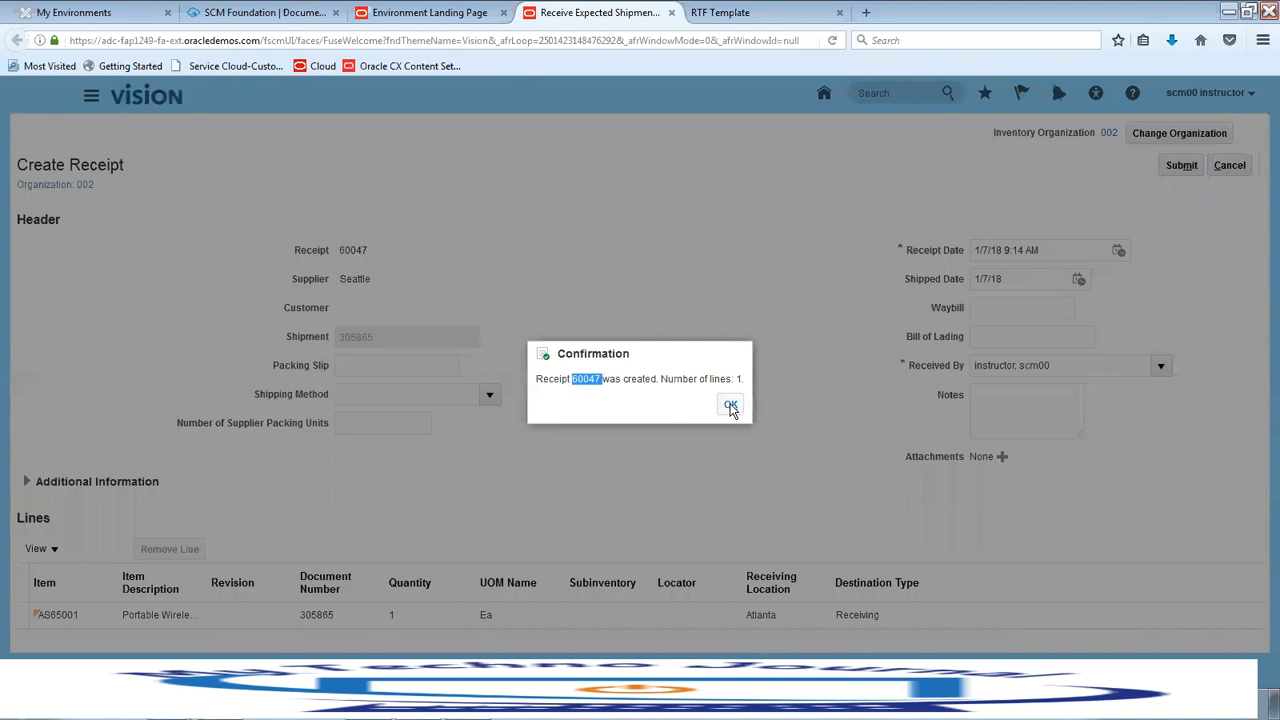 My Environments × SCM Foundation | Document... × Environment Landing Page × Receive Expected Shipmen... × RTF Template × +
https://adc-fap1249-fa-ext.oracledemos.com/fscmUI/faces/FuseWelcome?fndThemeName=Vision&_afrLoop=2501423148476292&_afrWindowMode=0&_afrWindowId=null Search
Most Visited Getting Started Service Cloud-Custo... Cloud Oracle CX Content Set...
VISION Search scm00 instructor
Inventory Organization 002 Change Organization
Create Receipt Submit Cancel
Organization: 002
Header
Receipt 60047 * Receipt Date 1/7/18 9:14 AM
Supplier Seattle Shipped Date 1/7/18
Customer Waybill
Shipment 305865 Bill of Lading
Packing Slip * Received By instructor, scm00
Shipping Method Notes
Number of Supplier Packing Units
Attachments None
Confirmation
Receipt 60047 was created. Number of lines: 1.
OK
Additional Information
Lines
View Remove Line
Item Item Description Revision Document Number Quantity UOM Name Subinventory Locator Receiving Location Destination Type
AS65001 Portable Wirele... 305865 1 Ea Atlanta Receiving
My Techno Journal